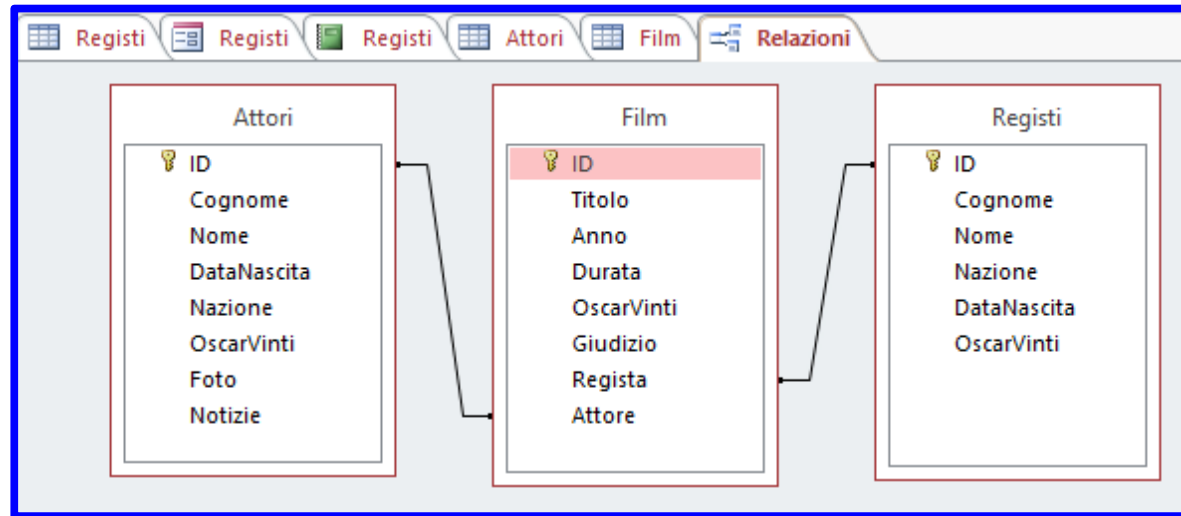 Registi Registi Registi Attori Film Relazioni
Attori
ID
Cognome
Nome
DataNascita
Nazione
OscarVinti
Foto
Notizie
Film
ID
Titolo
Anno
Durata
OscarVinti
Giudizio
Regista
Attore
Registi
ID
Cognome
Nome
Nazione
DataNascita
OscarVinti